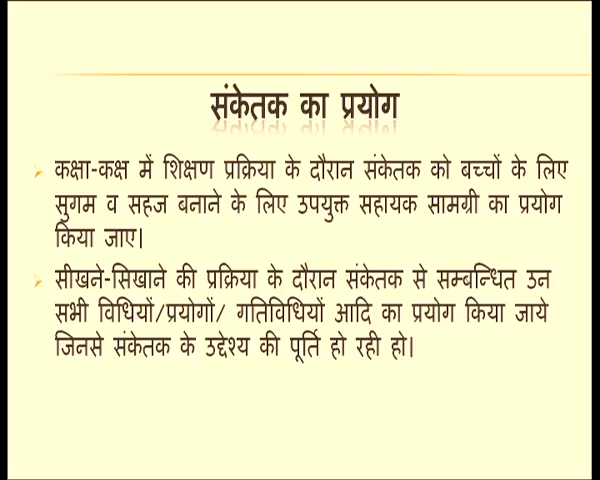 संकेतक का प्रयोग
कक्षा-कक्ष में शिक्षण प्रक्रिया के दौरान संकेतक को बच्चों के लिए
सुगम व सहज बनाने के लिए उपयुक्त सहायक सामग्री का प्रयोग
किया जाए।
सीखने-सिखाने की प्रक्रिया के दौरान संकेतक से सम्बन्धित उन
सभी विधियों/प्रयोगों/ गतिविधियों आदि का प्रयोग किया जाये
जिनसे संकेतक के उद्देश्य की पूर्ति हो रही हो।